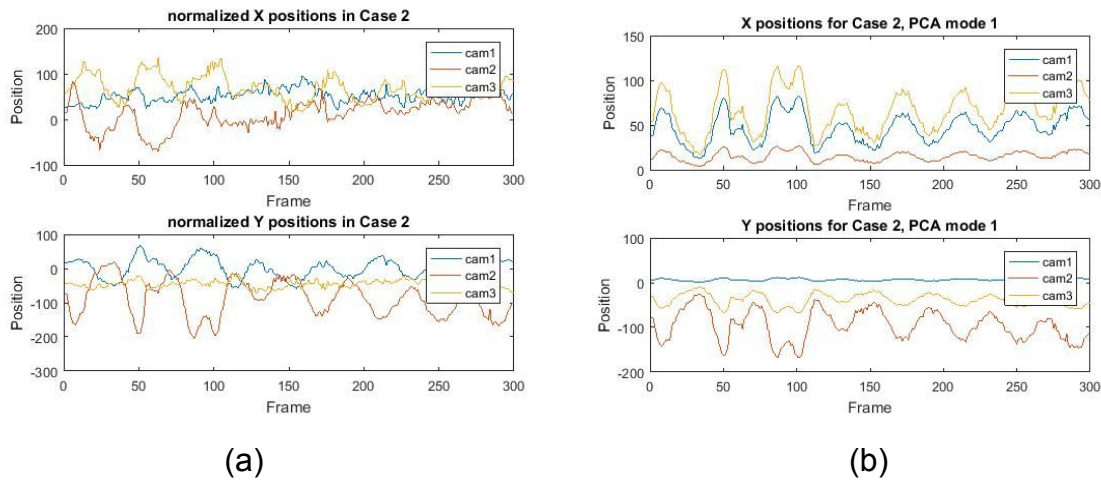 normalized X positions in Case 2
200
100
0
-100
Position
cam1
cam2
cam3
0 50 100 150 200 250 300
Frame
normalized Y positions in Case 2
100
0
-100
-200
-300
Position
cam1
cam2
cam3
0 50 100 150 200 250 300
Frame
(a)
X positions for Case 2, PCA mode 1
150
100
50
0
Position
cam1
cam2
cam3
0 50 100 150 200 250 300
Frame
Y positions for Case 2, PCA mode 1
100
0
-100
-200
Position
cam1
cam2
cam3
0 50 100 150 200 250 300
Frame
(b)